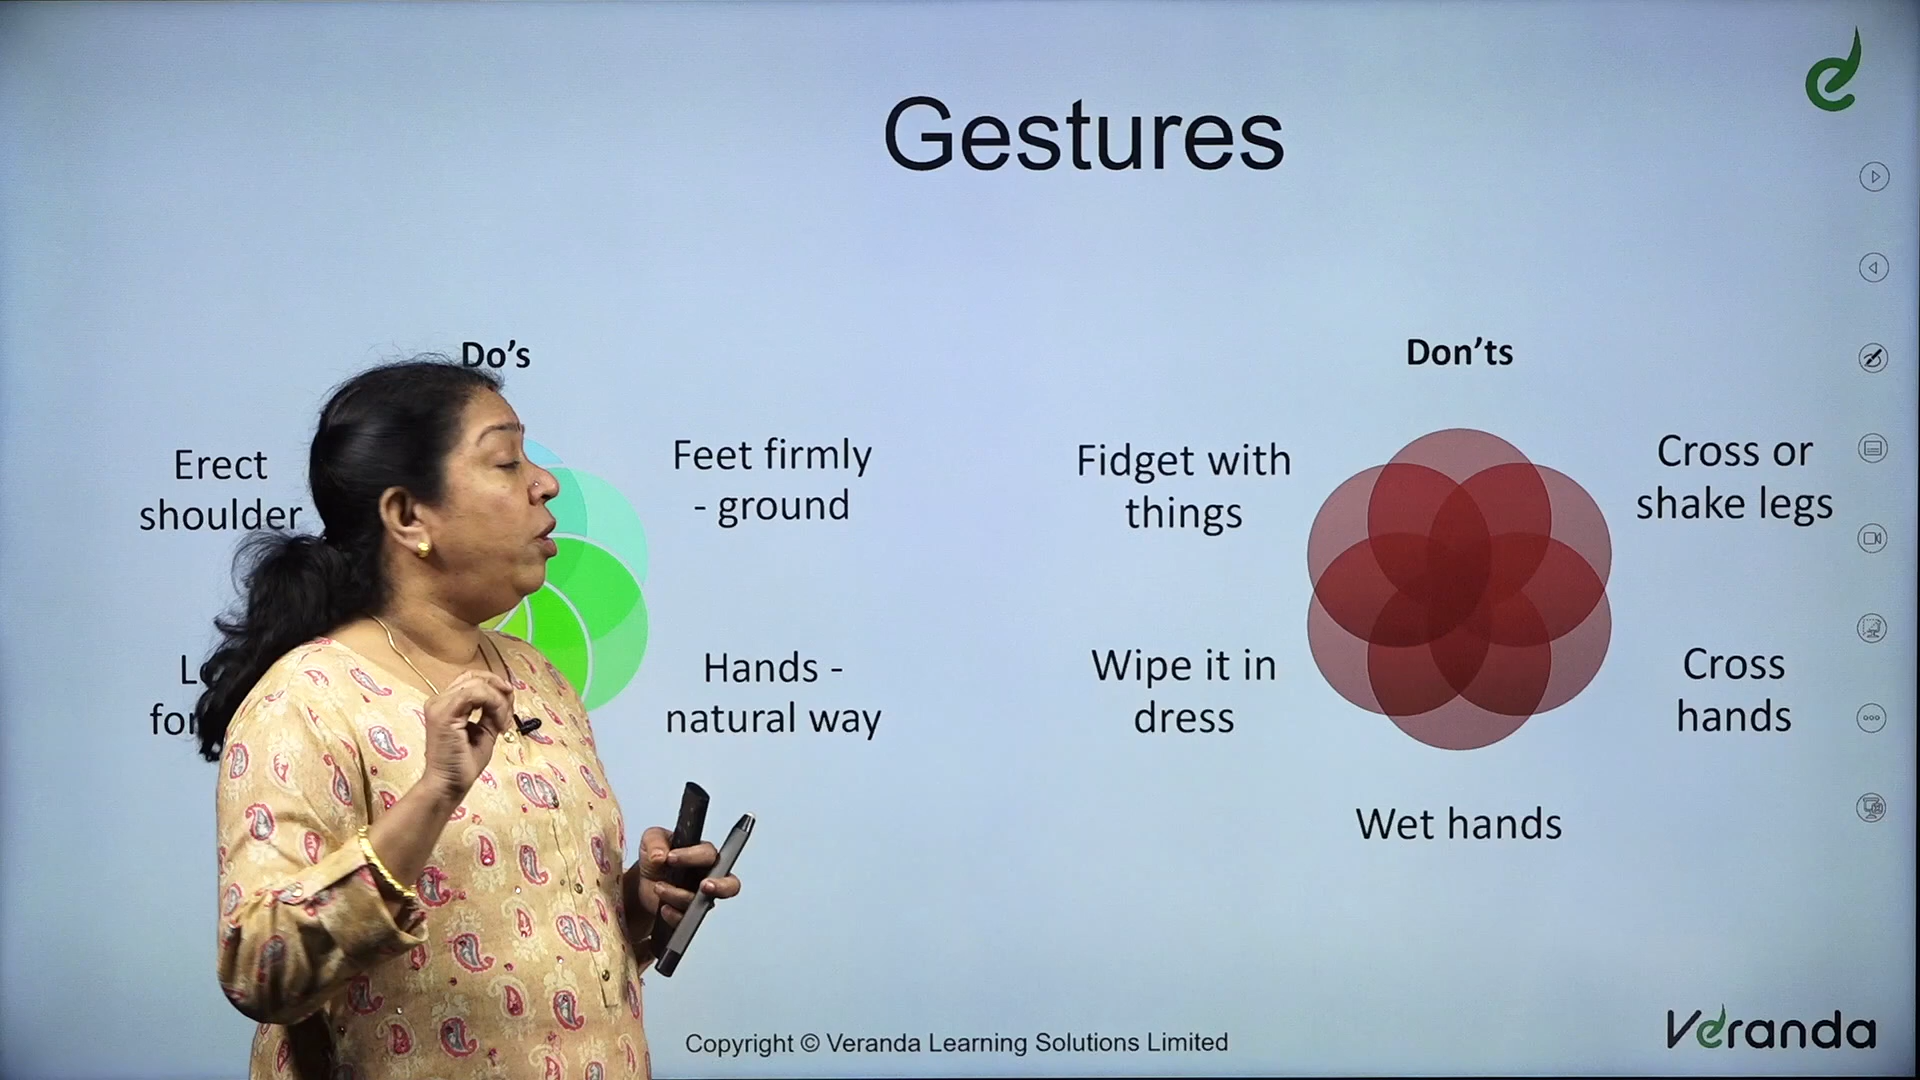 Gestures
Do's
Erect
shoulder
Feet firmly
- ground
Hands -
natural way
Don'ts
Fidget with
things
Cross or
shake legs
Wipe it in
dress
Cross
hands
Wet hands
Copyright © Veranda Learning Solutions Limited
Veranda